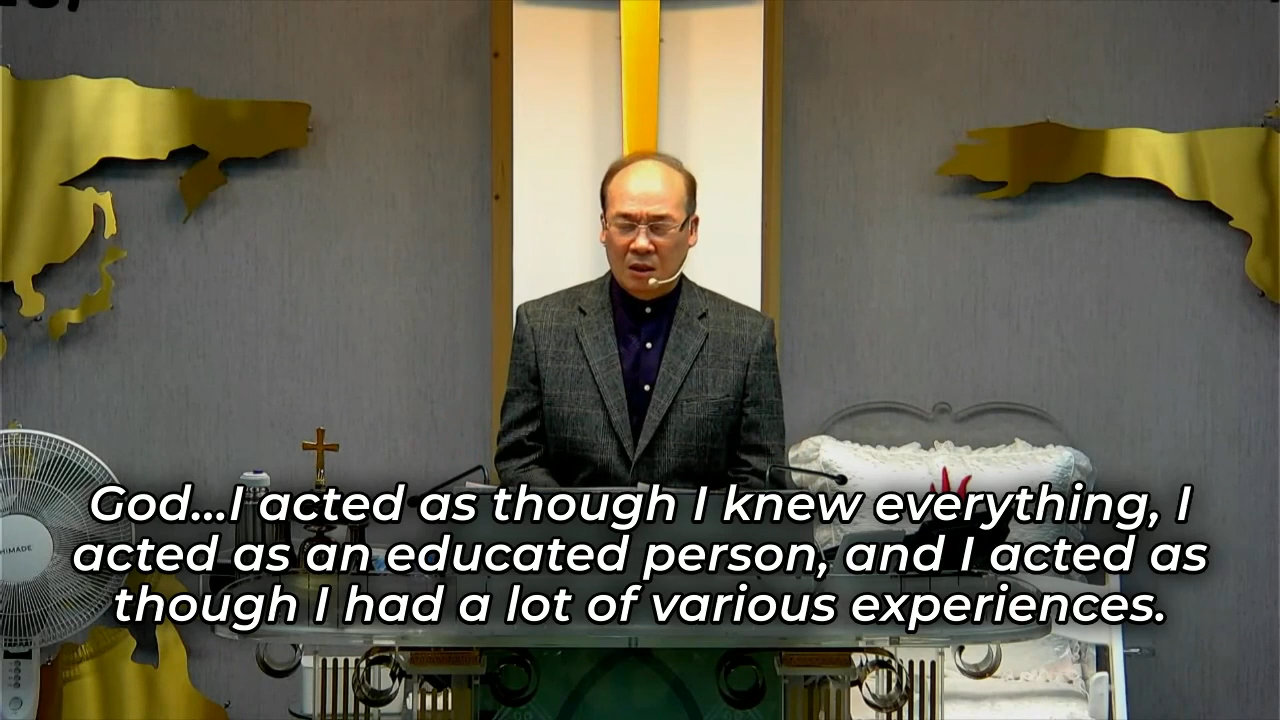 God...I acted as though I knew everything, I
acted as an educated person, and I acted as
though I had a lot of various experiences.